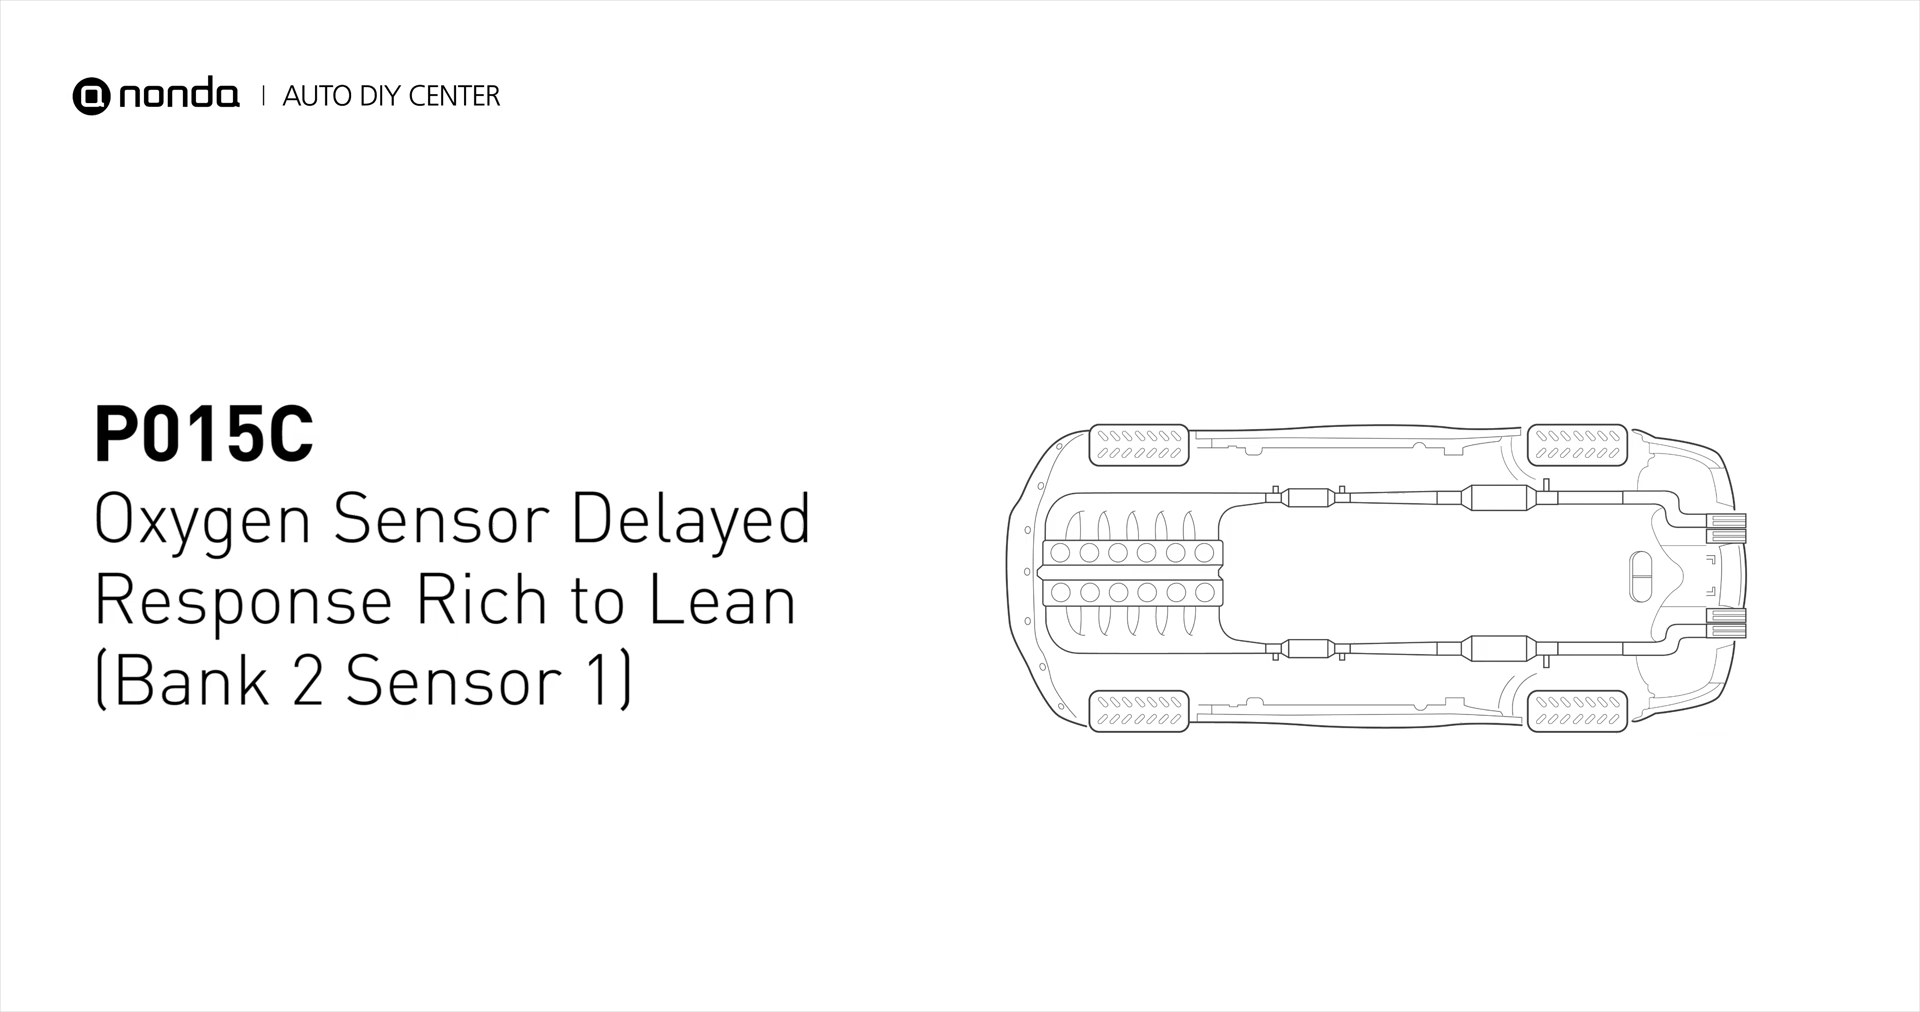 nonda | AUTO DIY CENTER
P015C
Oxygen Sensor Delayed
Response Rich to Lean
(Bank 2 Sensor 1)